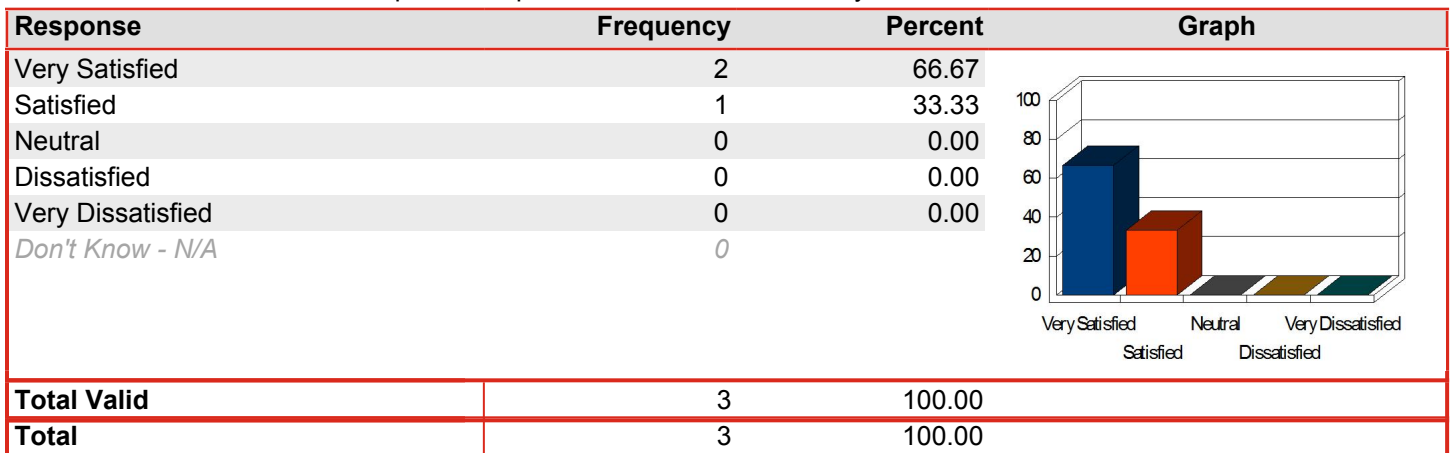 Response Frequency Percent Graph
Very Satisfied 2 66.67
Satisfied 1 33.33
Neutral 0 0.00
Dissatisfied 0 0.00
Very Dissatisfied 0 0.00
Don't Know - N/A 0
100
80
60
40
20
0
Very Satisfied Neutral Very Dissatisfied
Satisfied Dissatisfied
Total Valid 3 100.00
Total 3 100.00